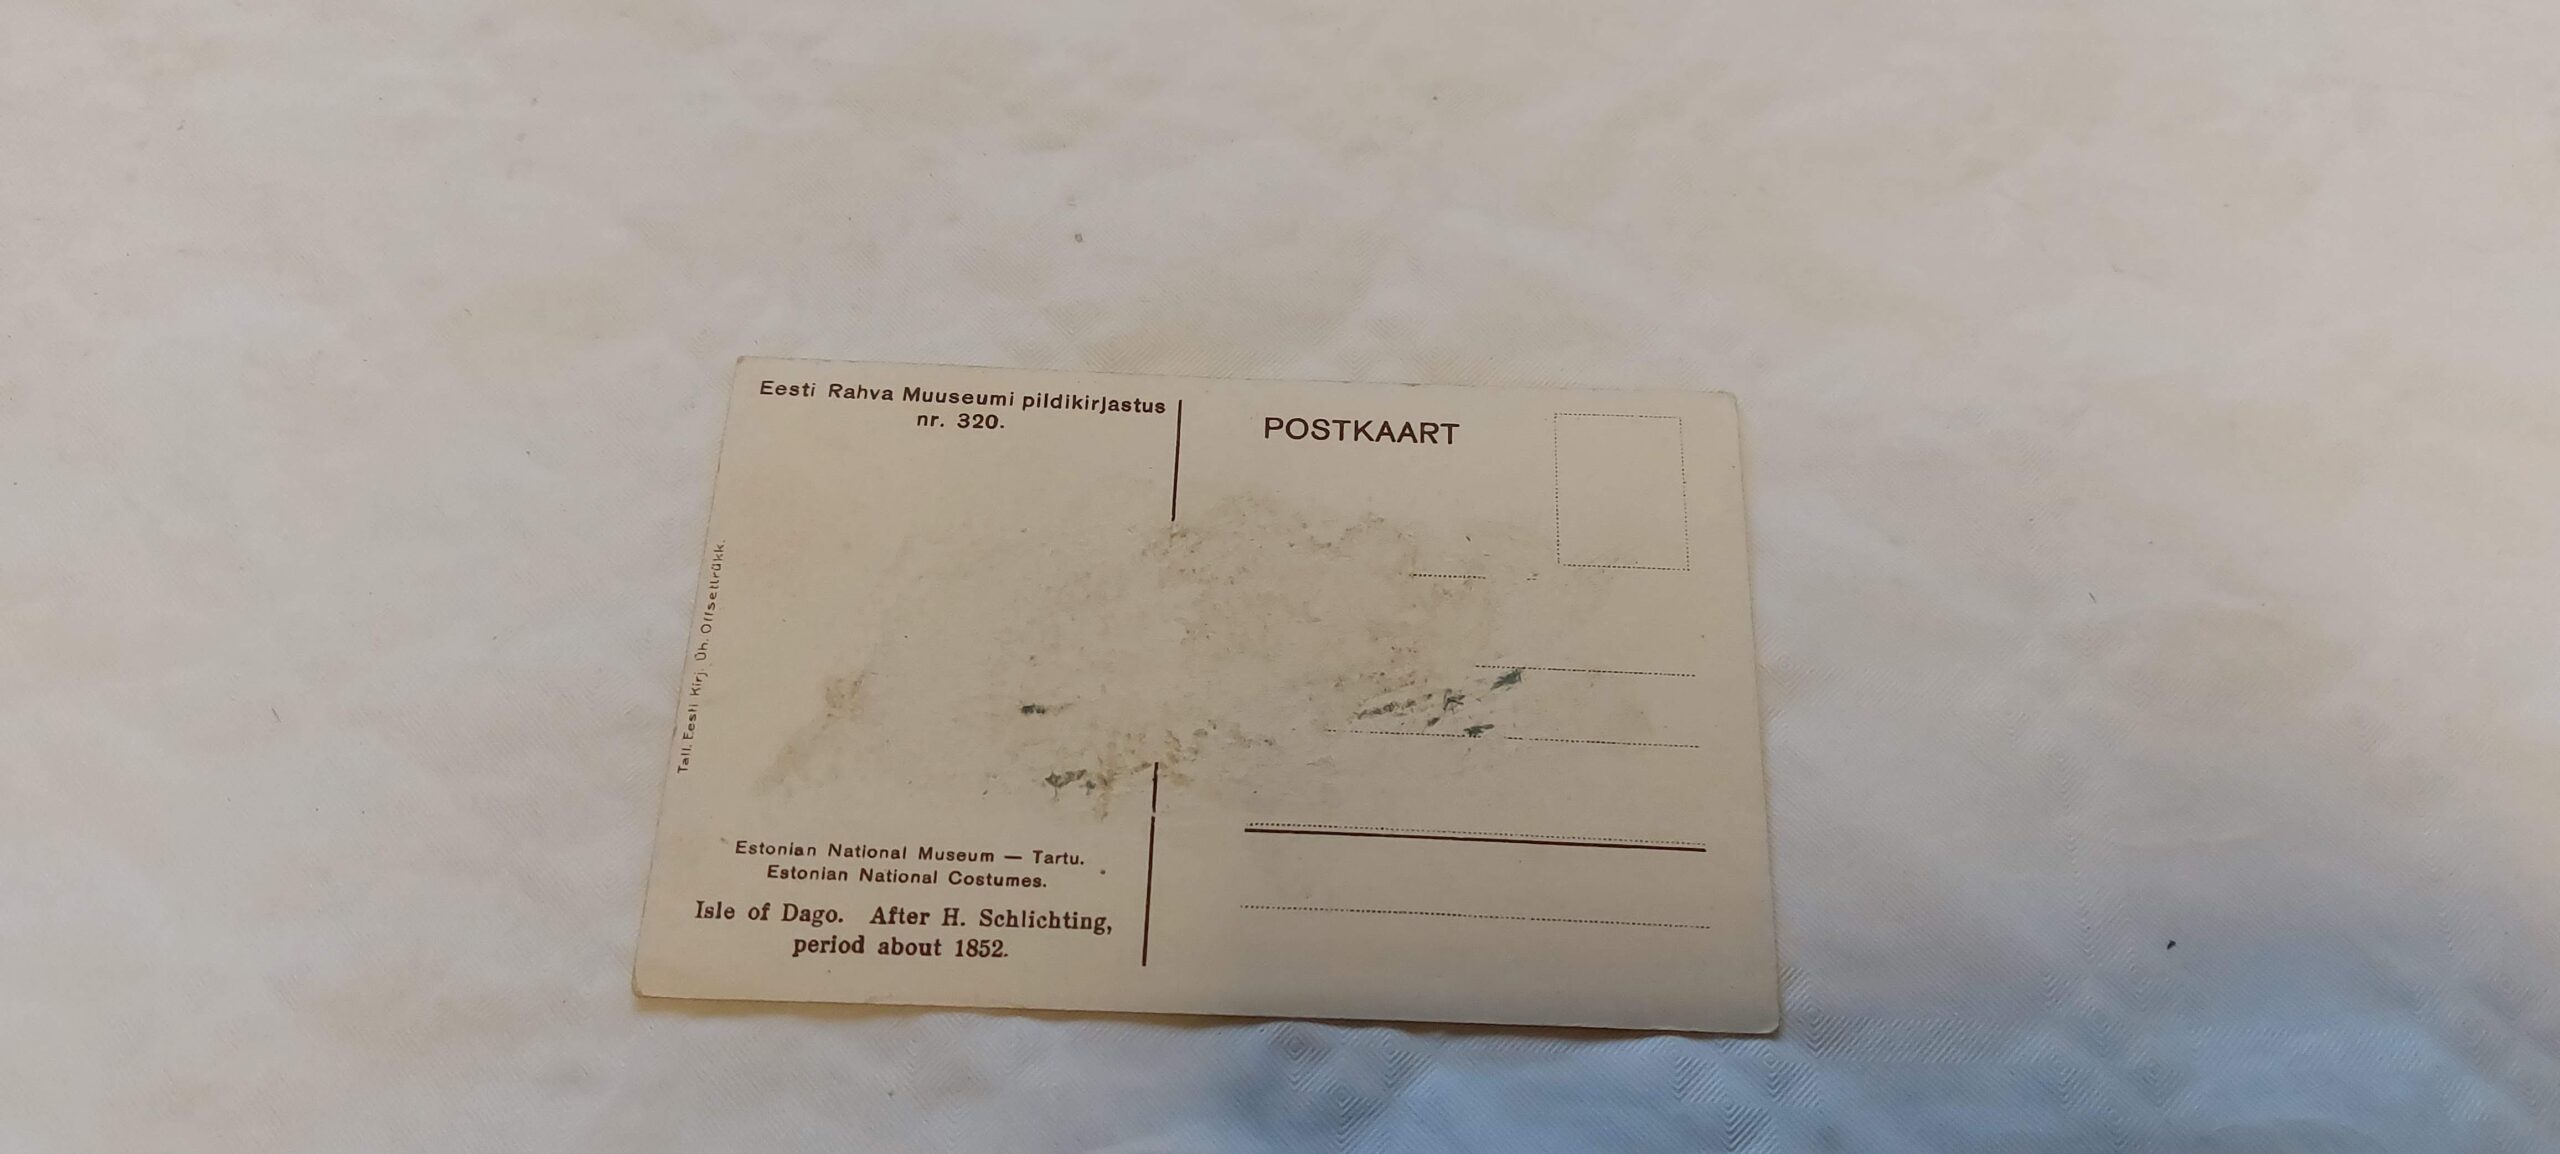 Eesti Rahva Muuseumi pildikirjastus
nr. 320.
POSTKAART
Tall. Eesti Kirj. Üh. Offsettrükk.
Estonian National Museum — Tartu.
Estonian National Costumes.
Isle of Dago. After H. Schlichting,
period about 1852.